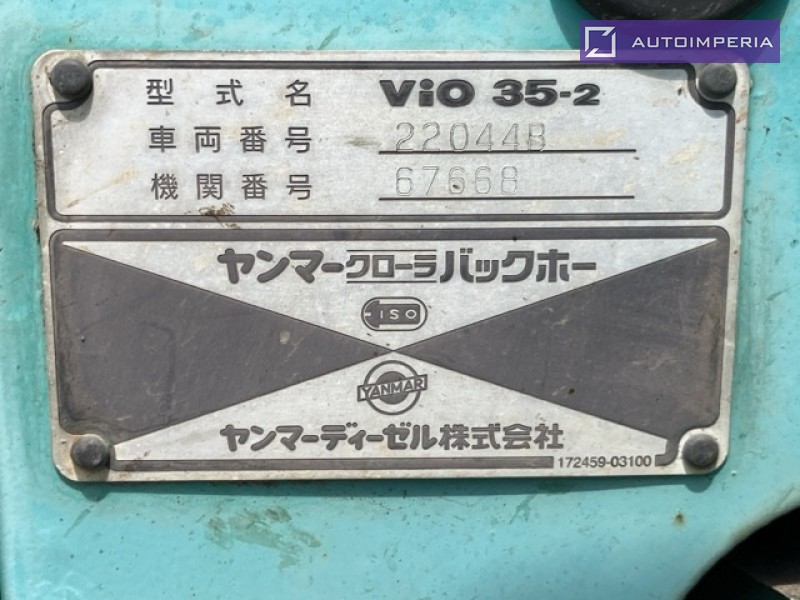 AUTOIMPERIA
型式名 ViO 35-2
車両番号 22044B
機関番号 67668
ヤンマークローラバックホー
ISO
YANMAR
ヤンマーディーゼル株式会社
172459-03100